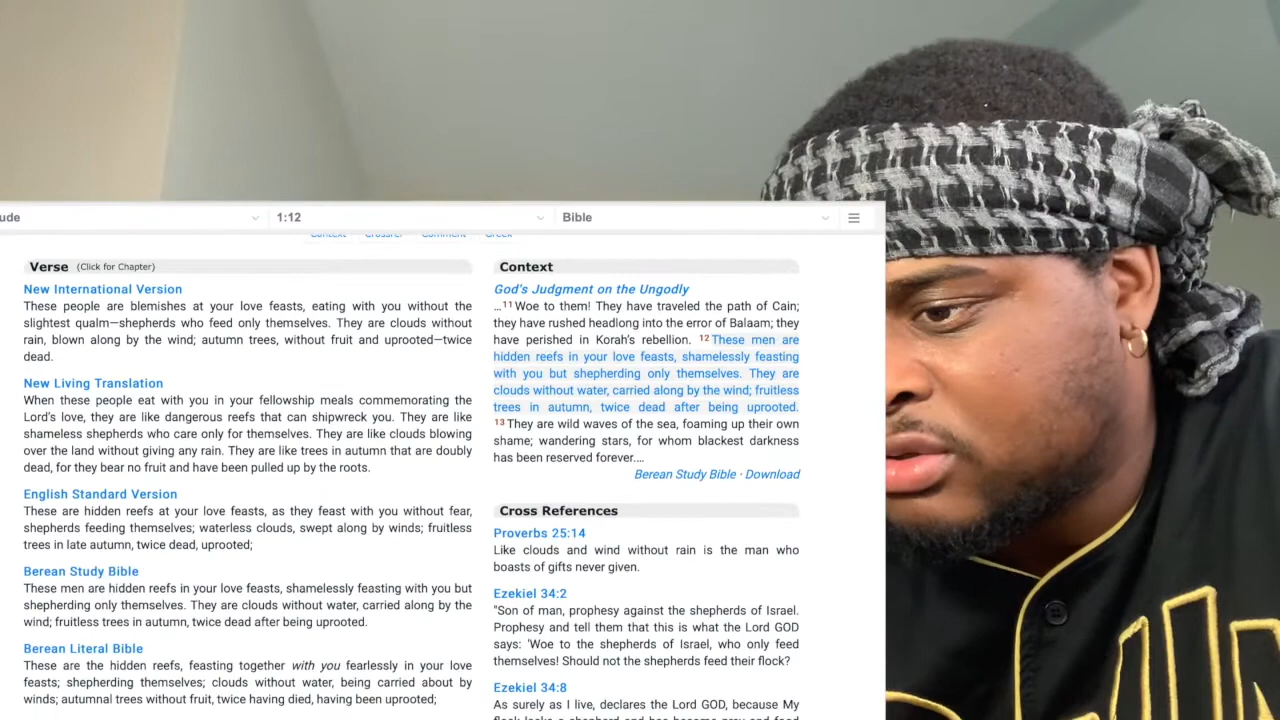 ude
1:12
Bible
Context Crossref Comment Greek
Verse (Click for Chapter)
New International Version
These people are blemishes at your love feasts, eating with you without the
slightest qualm—shepherds who feed only themselves. They are clouds without
rain, blown along by the wind; autumn trees, without fruit and uprooted—twice
dead.
New Living Translation
When these people eat with you in your fellowship meals commemorating the
Lord's love, they are like dangerous reefs that can shipwreck you. They are like
shameless shepherds who care only for themselves. They are like clouds blowing
over the land without giving any rain. They are like trees in autumn that are doubly
dead, for they bear no fruit and have been pulled up by the roots.
English Standard Version
These are hidden reefs at your love feasts, as they feast with you without fear,
shepherds feeding themselves; waterless clouds, swept along by winds; fruitless
trees in late autumn, twice dead, uprooted;
Berean Study Bible
These men are hidden reefs in your love feasts, shamelessly feasting with you but
shepherding only themselves. They are clouds without water, carried along by the
wind; fruitless trees in autumn, twice dead after being uprooted.
Berean Literal Bible
These are the hidden reefs, feasting together with you fearlessly in your love
feasts; shepherding themselves; clouds without water, being carried about by
winds; autumnal trees without fruit, twice having died, having been uprooted;
Context
God's Judgment on the Ungodly
…11Woe to them! They have traveled the path of Cain;
they have rushed headlong into the error of Balaam; they
have perished in Korah's rebellion. 12These men are
hidden reefs in your love feasts, shamelessly feasting
with you but shepherding only themselves. They are
clouds without water, carried along by the wind; fruitless
trees in autumn, twice dead after being uprooted.
13They are wild waves of the sea, foaming up their own
shame; wandering stars, for whom blackest darkness
has been reserved forever.…
Berean Study Bible · Download
Cross References
Proverbs 25:14
Like clouds and wind without rain is the man who
boasts of gifts never given.
Ezekiel 34:2
"Son of man, prophesy against the shepherds of Israel.
Prophesy and tell them that this is what the Lord GOD
says: 'Woe to the shepherds of Israel, who only feed
themselves! Should not the shepherds feed their flock?
Ezekiel 34:8
As surely as I live, declares the Lord GOD, because My